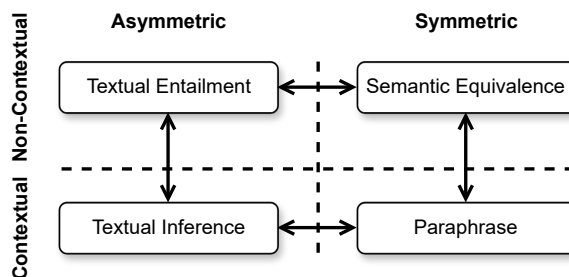 Asymmetric
Symmetric
Non-Contextual
Textual Entailment
Semantic Equivalence
Contextual
Textual Inference
Paraphrase